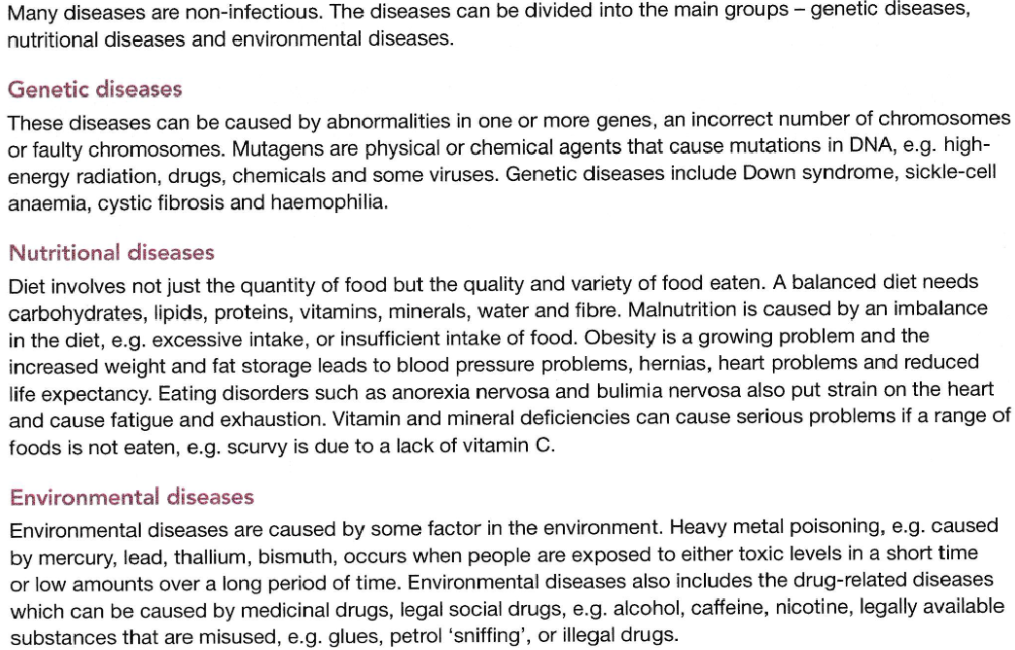 Many diseases are non-infectious. The diseases can be divided into the main groups – genetic diseases,
nutritional diseases and environmental diseases.
Genetic diseases
These diseases can be caused by abnormalities in one or more genes, an incorrect number of chromosomes
or faulty chromosomes. Mutagens are physical or chemical agents that cause mutations in DNA, e.g. high-
energy radiation, drugs, chemicals and some viruses. Genetic diseases include Down syndrome, sickle-cell
anaemia, cystic fibrosis and haemophilia.
Nutritional diseases
Diet involves not just the quantity of food but the quality and variety of food eaten. A balanced diet needs
carbohydrates, lipids, proteins, vitamins, minerals, water and fibre. Malnutrition is caused by an imbalance
in the diet, e.g. excessive intake, or insufficient intake of food. Obesity is a growing problem and the
increased weight and fat storage leads to blood pressure problems, hernias, heart problems and reduced
life expectancy. Eating disorders such as anorexia nervosa and bulimia nervosa also put strain on the heart
and cause fatigue and exhaustion. Vitamin and mineral deficiencies can cause serious problems if a range of
foods is not eaten, e.g. scurvy is due to a lack of vitamin C.
Environmental diseases
Environmental diseases are caused by some factor in the environment. Heavy metal poisoning, e.g. caused
by mercury, lead, thallium, bismuth, occurs when people are exposed to either toxic levels in a short time
or low amounts over a long period of time. Environmental diseases also includes the drug-related diseases
which can be caused by medicinal drugs, legal social drugs, e.g. alcohol, caffeine, nicotine, legally available
substances that are misused, e.g. glues, petrol ‘sniffing’, or illegal drugs.